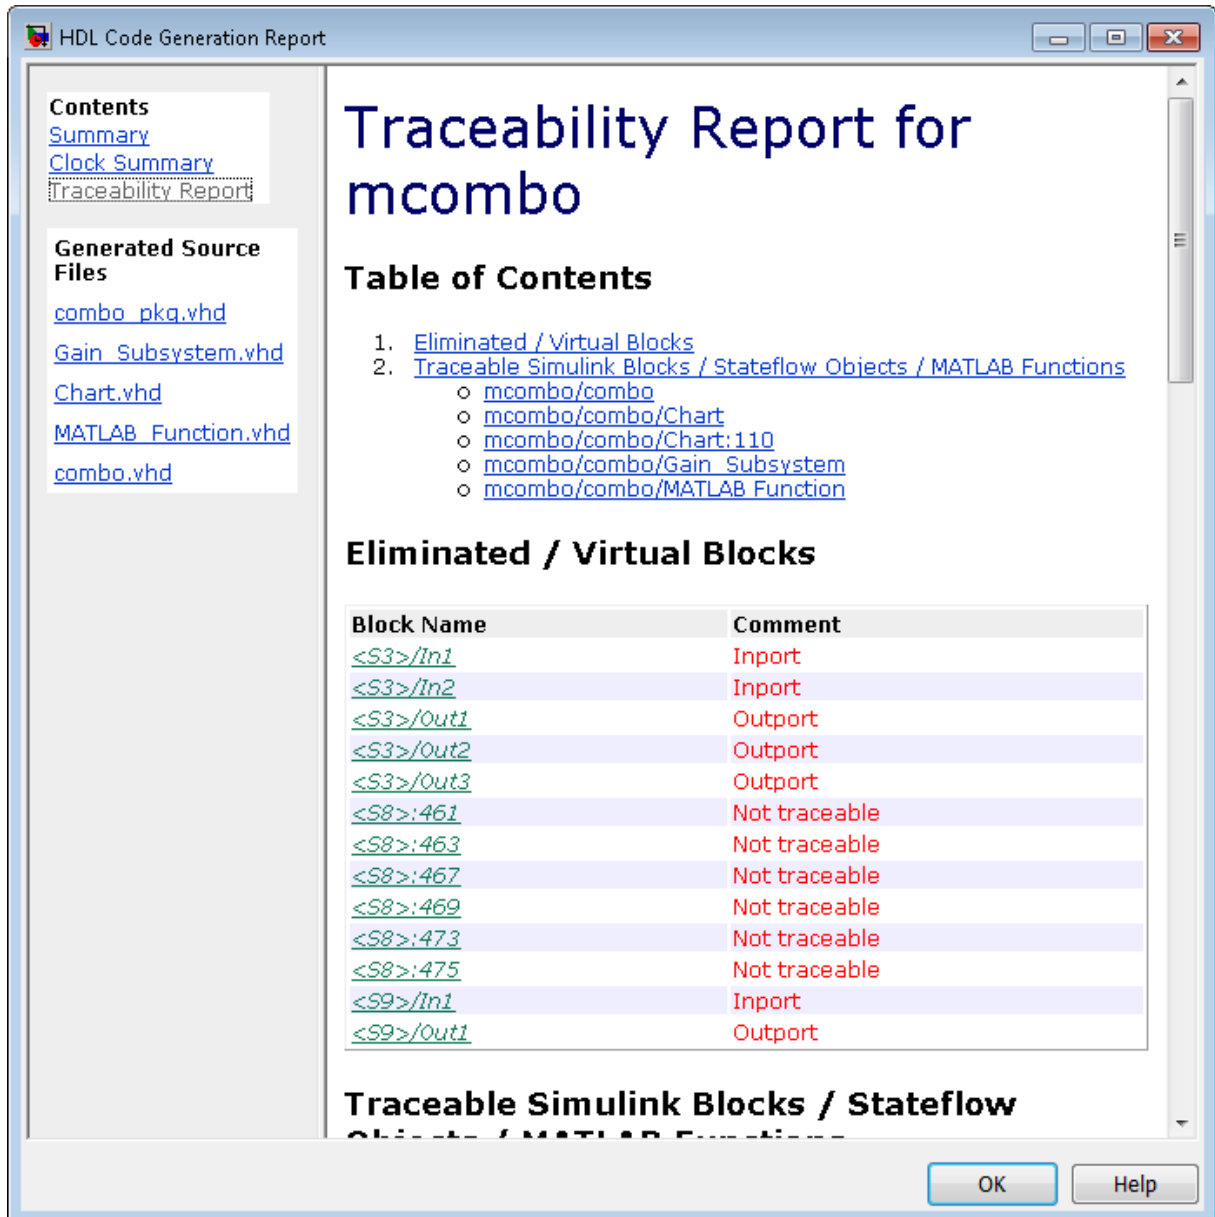 HDL Code Generation Report
Contents
Summary
Clock Summary
Traceability Report
Generated Source
Files
combo_pkg.vhd
Gain_Subsystem.vhd
Chart.vhd
MATLAB_Function.vhd
combo.vhd
Traceability Report for
mcombo
Table of Contents
1. Eliminated / Virtual Blocks
2. Traceable Simulink Blocks / Stateflow Objects / MATLAB Functions
o mcombo/combo
o mcombo/combo/Chart
o mcombo/combo/Chart:110
o mcombo/combo/Gain_Subsystem
o mcombo/combo/MATLAB Function
Eliminated / Virtual Blocks
Block Name Comment
<S3>/In1 Inport
<S3>/In2 Inport
<S3>/Out1 Outport
<S3>/Out2 Outport
<S3>/Out3 Outport
<S8>:461 Not traceable
<S8>:463 Not traceable
<S8>:467 Not traceable
<S8>:469 Not traceable
<S8>:473 Not traceable
<S8>:475 Not traceable
<S9>/In1 Inport
<S9>/Out1 Outport
Traceable Simulink Blocks / Stateflow
Objects / MATLAB Functions
OK Help